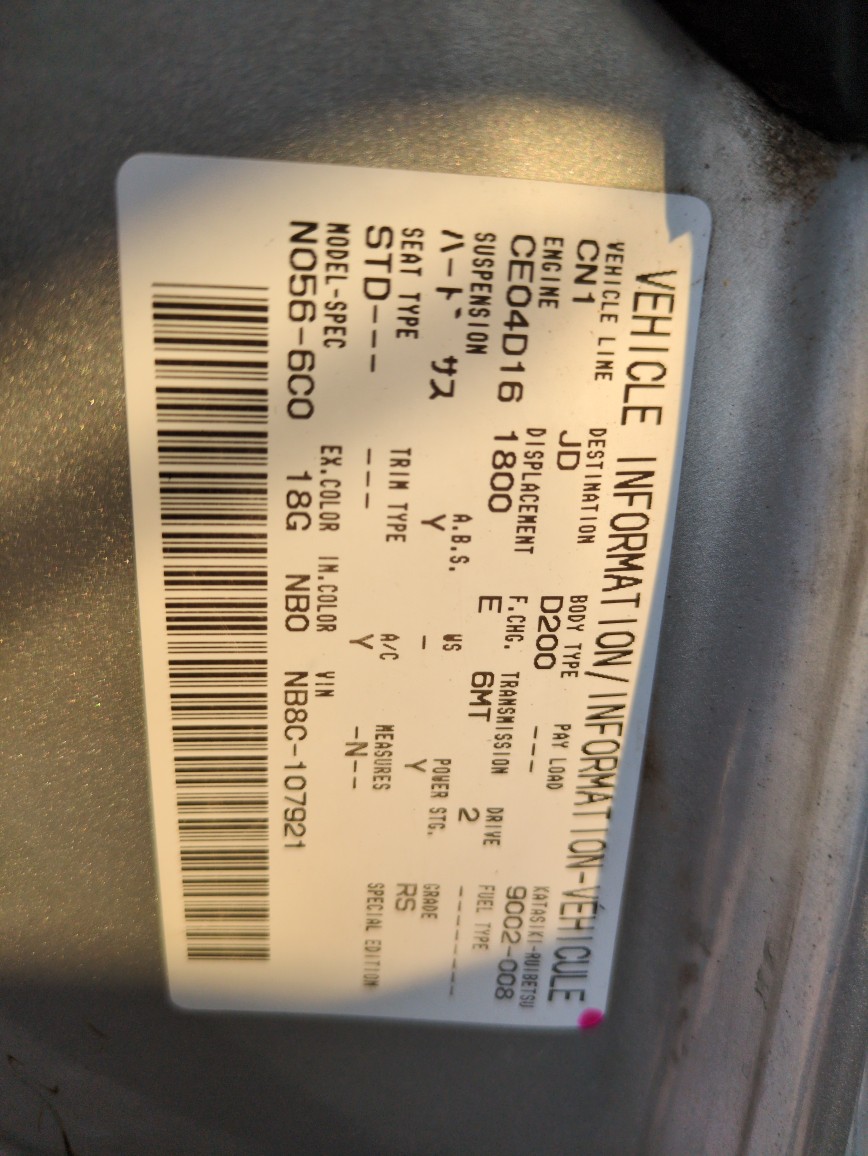 VEHICLE INFORMATION/INFORMATION-VÉHICULE
VEHICLE LINE DESTINATION BODY TYPE PAY LOAD KATASIKI-RUIBETSU
CN1 JD D200 --- 9002-008
ENGINE DISPLACEMENT F.CHG. TRANSMISSION DRIVE FUEL TYPE
CE04D16 1800 E 6MT 2 -------
SUSPENSION A.B.S. WS POWER STG. GRADE
ハード サス Y - Y RS
SEAT TYPE TRIM TYPE A/C MEASURES SPECIAL EDITION
STD--- --- Y -N--
MODEL-SPEC EX.COLOR IN.COLOR VIN
N056-6C0 18G NB0 NB8C-107921